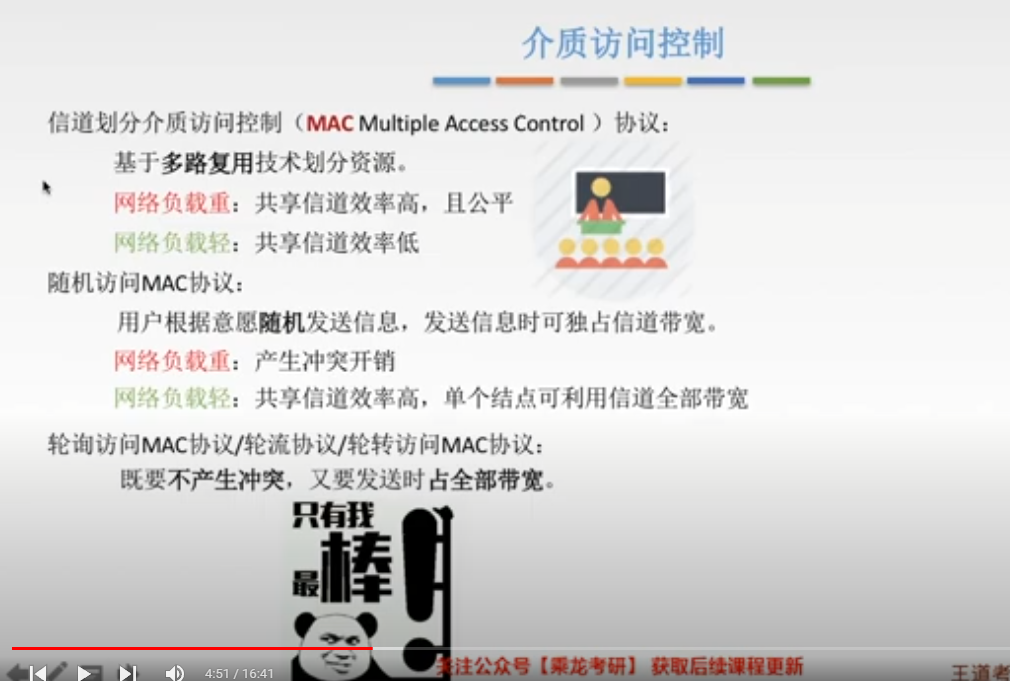 介质访问控制
信道划分介质访问控制（MAC Multiple Access Control ）协议：
基于多路复用技术划分资源。
网络负载重：共享信道效率高，且公平
网络负载轻：共享信道效率低
随机访问MAC协议：
用户根据意愿随机发送信息，发送信息时可独占信道带宽。
网络负载重：产生冲突开销
网络负载轻：共享信道效率高，单个结点可利用信道全部带宽
轮询访问MAC协议/轮流协议/轮转访问MAC协议：
既要不产生冲突，又要发送时占全部带宽。
只有我
最棒！
关注公众号【乘龙考研】 获取后续课程更新
4:51 / 16:41
王道考